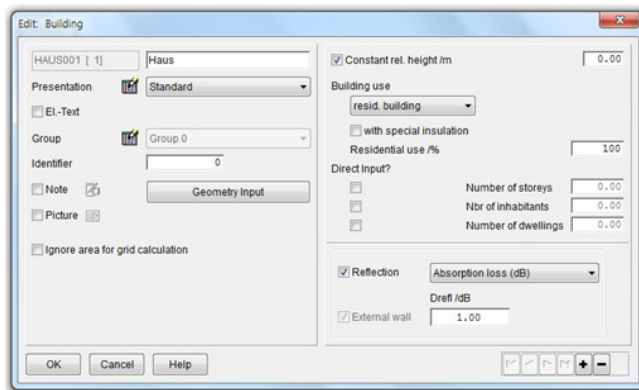 Edit: Building
HAUS001 [ 1]
Haus
Presentation
Standard
El.-Text
Group
Group 0
Identifier
0
Note
Geometry Input
Picture
Ignore area for grid calculation
Constant rel. height /m
0.00
Building use
resid. building
with special insulation
Residential use /%
100
Direct Input?
Number of storeys
0.00
Nbr of inhabitants
0.00
Number of dwellings
0.00
Reflection
Absorption loss (dB)
Drefl /dB
External wall
1.00
OK
Cancel
Help